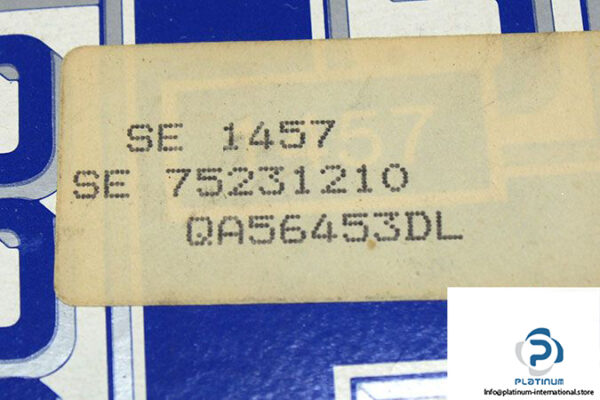 SE 1457
SE 75231210
QA56453DL
PLATINUM
Info@platinum-international.store